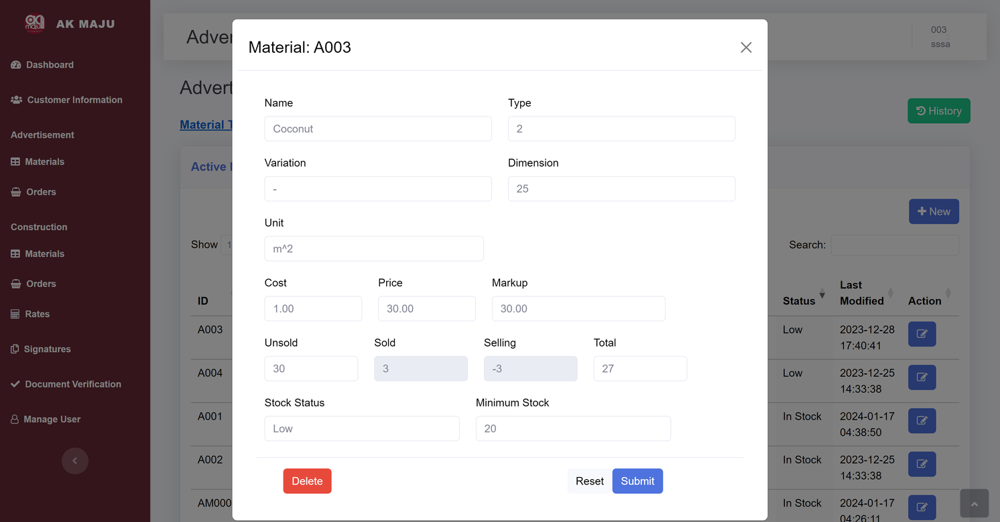 AK MAJU
Dashboard
Customer Information
Advertisement
Materials
Orders
Construction
Materials
Orders
Rates
Signatures
Document Verification
Manage User
Adver
003
sssa
Advert
Material T
History
Active
New
Show 1
Search:
ID
Status
Last
Modified
Action
A003
Low
2023-12-28
17:40:41
A004
Low
2023-12-25
14:33:38
A001
In Stock
2024-01-17
04:38:50
A002
In Stock
2023-12-25
14:33:38
AM000
In Stock
2024-01-17
04:26:11
Material: A003
Name
Type
Coconut
2
Variation
Dimension
-
25
Unit
m^2
Cost
Price
Markup
1.00
30.00
30.00
Unsold
Sold
Selling
Total
30
3
-3
27
Stock Status
Minimum Stock
Low
20
Delete
Reset
Submit